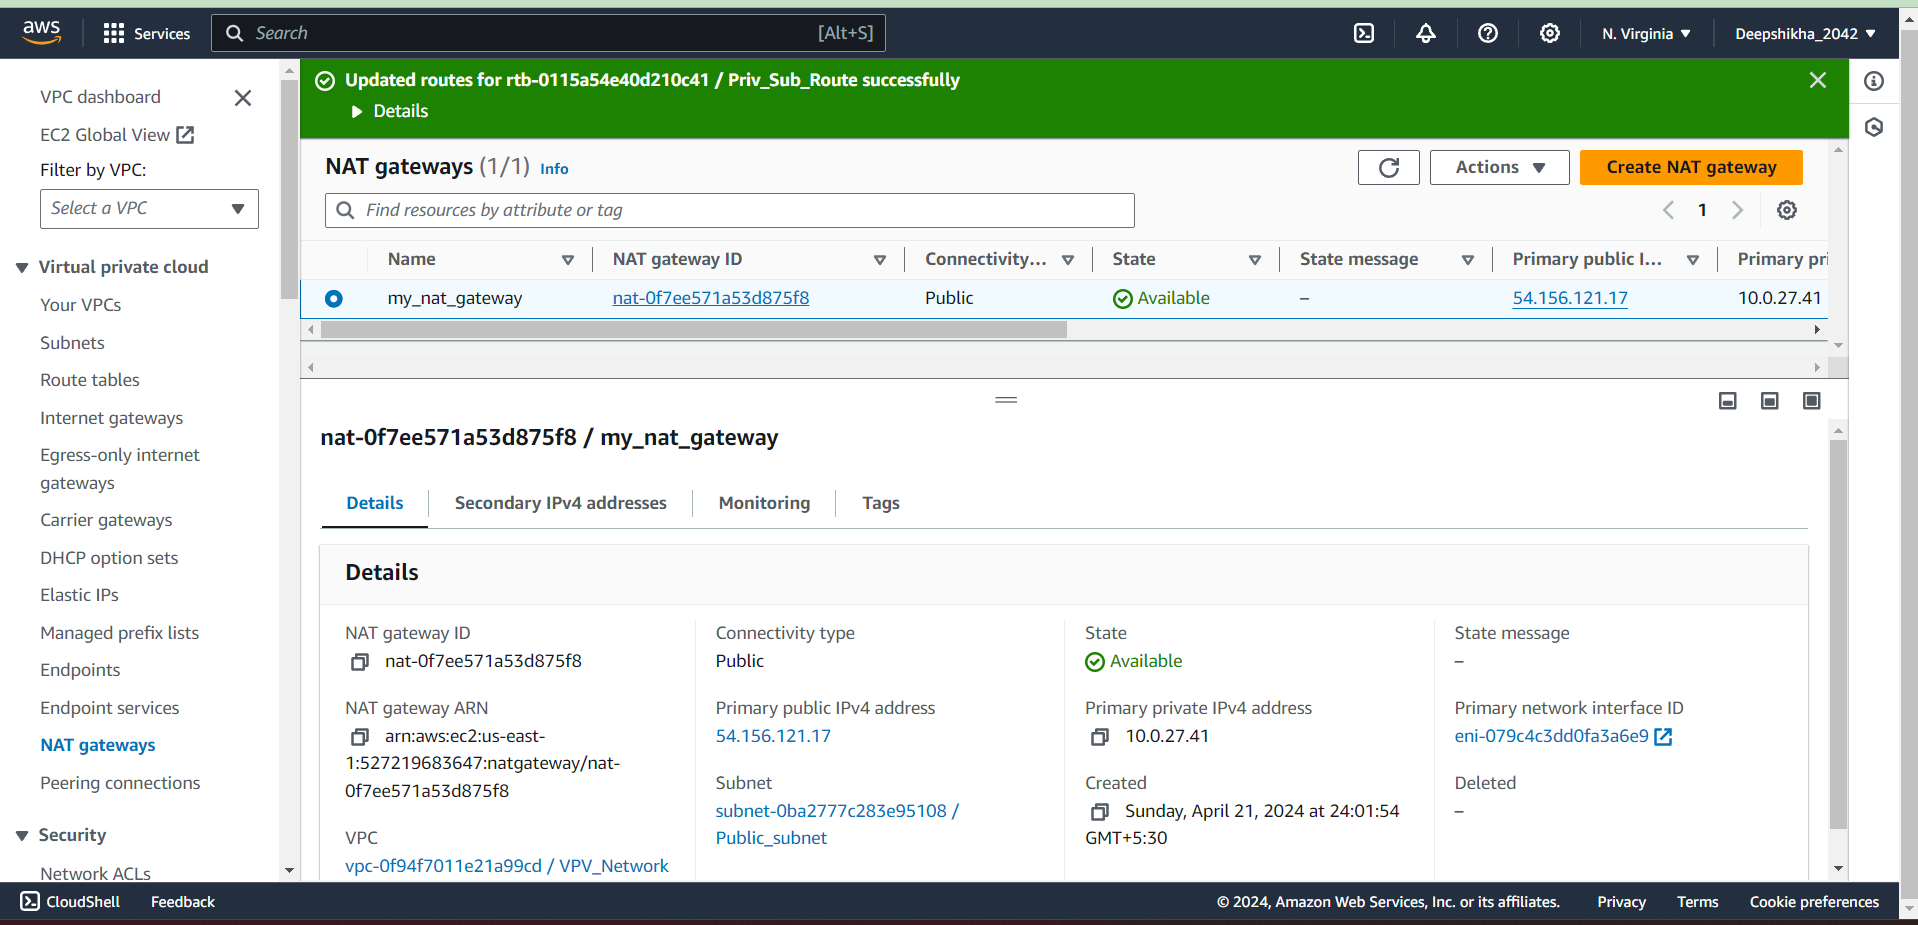 aws
Services
Search [Alt+S]
N. Virginia
Deepshikha_2042
VPC dashboard
EC2 Global View
Filter by VPC:
Select a VPC
Virtual private cloud
Your VPCs
Subnets
Route tables
Internet gateways
Egress-only internet
gateways
Carrier gateways
DHCP option sets
Elastic IPs
Managed prefix lists
Endpoints
Endpoint services
NAT gateways
Peering connections
Security
Network ACLs
Updated routes for rtb-0115a54e40d210c41 / Priv_Sub_Route successfully
Details
NAT gateways (1/1) Info
Actions
Create NAT gateway
Find resources by attribute or tag
1
Name NAT gateway ID Connectivity... State State message Primary public I... Primary pri
my_nat_gateway nat-0f7ee571a53d875f8 Public Available – 54.156.121.17 10.0.27.41
nat-0f7ee571a53d875f8 / my_nat_gateway
Details Secondary IPv4 addresses Monitoring Tags
Details
NAT gateway ID
nat-0f7ee571a53d875f8
NAT gateway ARN
arn:aws:ec2:us-east-
1:527219683647:natgateway/nat-
0f7ee571a53d875f8
VPC
vpc-0f94f7011e21a99cd / VPV_Network
Connectivity type
Public
Primary public IPv4 address
54.156.121.17
Subnet
subnet-0ba2777c283e95108 /
Public_subnet
State
Available
Primary private IPv4 address
10.0.27.41
Created
Sunday, April 21, 2024 at 24:01:54
GMT+5:30
State message
–
Primary network interface ID
eni-079c4c3dd0fa3a6e9
Deleted
–
CloudShell
Feedback
© 2024, Amazon Web Services, Inc. or its affiliates.
Privacy
Terms
Cookie preferences